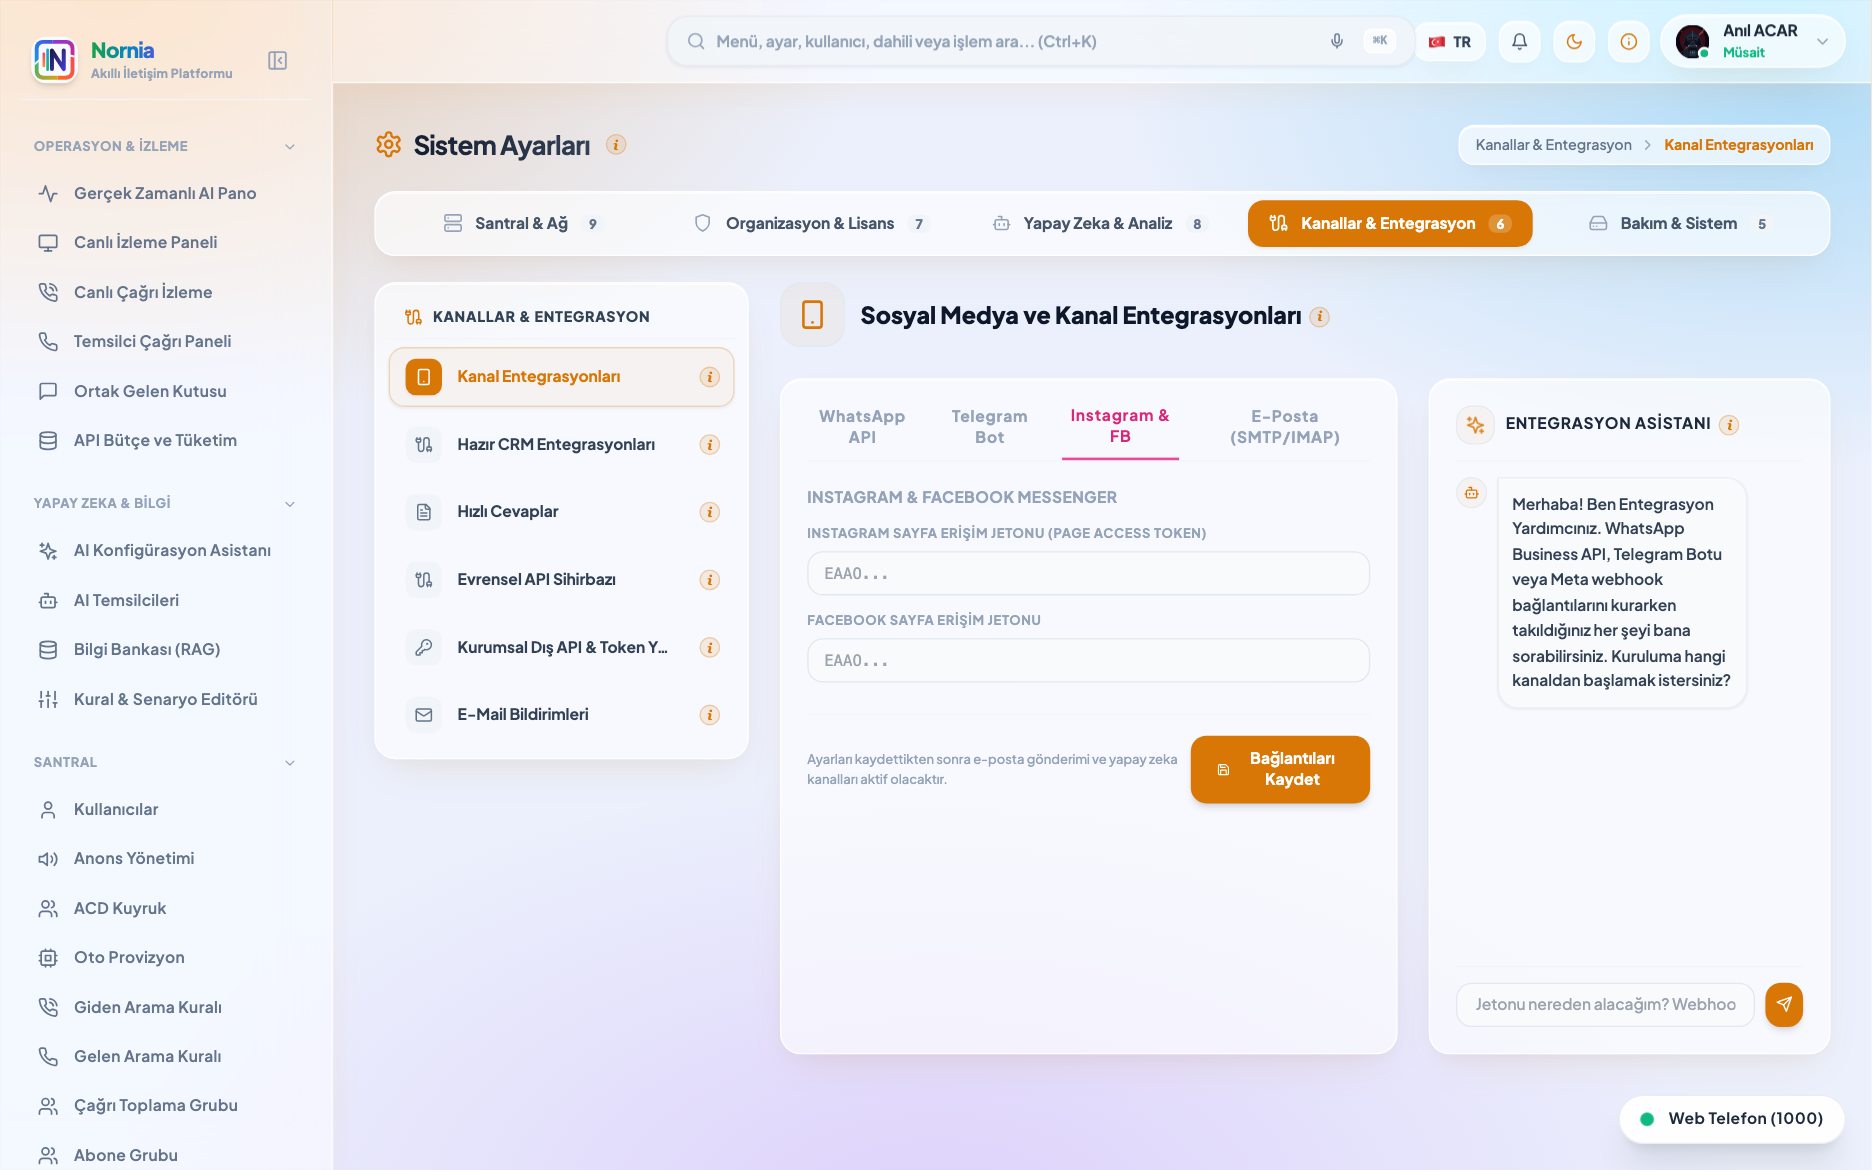 Nornia
Akıllı İletişim Platformu
Menü, ayar, kullanıcı, dahili veya işlem ara... (Ctrl+K)
⌘K
TR
Anıl ACAR
Müsait
OPERASYON & İZLEME
Gerçek Zamanlı AI Pano
Canlı İzleme Paneli
Canlı Çağrı İzleme
Temsilci Çağrı Paneli
Ortak Gelen Kutusu
API Bütçe ve Tüketim
YAPAY ZEKA & BİLGİ
AI Konfigürasyon Asistanı
AI Temsilcileri
Bilgi Bankası (RAG)
Kural & Senaryo Editörü
SANTRAL
Kullanıcılar
Anons Yönetimi
ACD Kuyruk
Oto Provizyon
Giden Arama Kuralı
Gelen Arama Kuralı
Çağrı Toplama Grubu
Abone Grubu
Sistem Ayarları
Kanallar & Entegrasyon > Kanal Entegrasyonları
Santral & Ağ 9
Organizasyon & Lisans 7
Yapay Zeka & Analiz 8
Kanallar & Entegrasyon 6
Bakım & Sistem 5
KANALLAR & ENTEGRASYON
Kanal Entegrasyonları
Hazır CRM Entegrasyonları
Hızlı Cevaplar
Evrensel API Sihirbazı
Kurumsal Dış API & Token Y...
E-Mail Bildirimleri
Sosyal Medya ve Kanal Entegrasyonları
WhatsApp
API
Telegram
Bot
Instagram &
FB
E-Posta
(SMTP/IMAP)
INSTAGRAM & FACEBOOK MESSENGER
INSTAGRAM SAYFA ERİŞİM JETONU (PAGE ACCESS TOKEN)
EAAO...
FACEBOOK SAYFA ERİŞİM JETONU
EAAO...
Ayarları kaydettikten sonra e-posta gönderimi ve yapay zeka
kanalları aktif olacaktır.
Bağlantıları
Kaydet
ENTEGRASYON ASİSTANI
Merhaba! Ben Entegrasyon
Yardımcınız. WhatsApp
Business API, Telegram Botu
veya Meta webhook
bağlantılarını kurarken
takıldığınız her şeyi bana
sorabilirsiniz. Kuruluma hangi
kanaldan başlamak istersiniz?
Jetonu nereden alacağım? Webhoo
Web Telefon (1000)